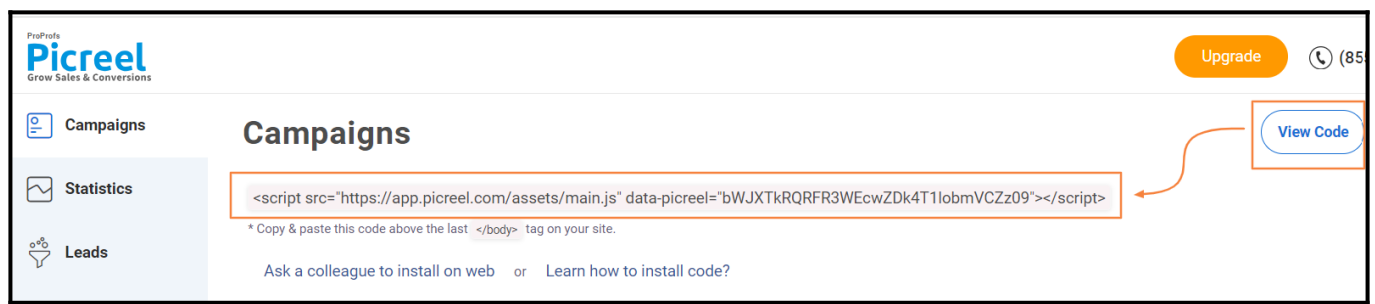 ProProfs
Picreel
Grow Sales & Conversions
Upgrade
(855
Campaigns
Statistics
Leads
Campaigns
View Code
<script src="https://app.picreel.com/assets/main.js" data-picreel="bWJXTkRQRFR3WEcwZDk4T1lobmVCZz09"></script>
* Copy & paste this code above the last </body> tag on your site.
Ask a colleague to install on web or Learn how to install code?